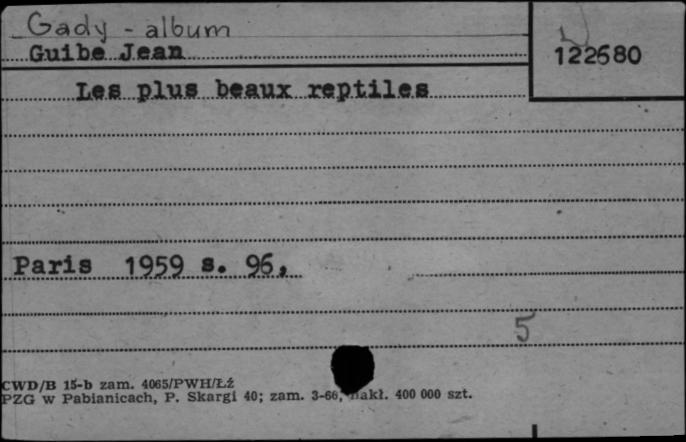 Gady - album
Guibe Jean
122680
Les plus beaux reptiles
Paris 1959 s. 96,
5
CWD/B 15-b zam. 4065/PWH/Łż
PZG w Pabianicach, P. Skargi 40; zam. 3-66, nakł. 400 000 szt.